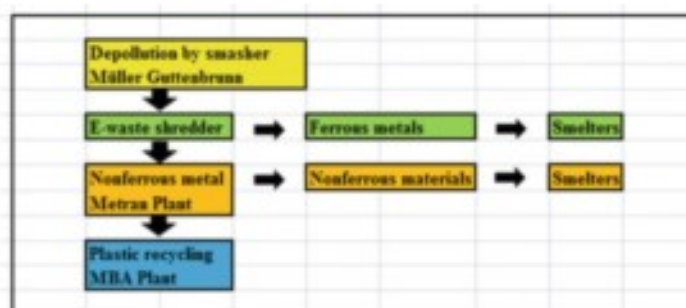 Depollution by smasher
Müller Guttenbrunn
E-waste shredder
Ferrous metals
Smelters
Nonferrous metal
Metran Plant
Nonferrous materials
Smelters
Plastic recycling
MBA Plant